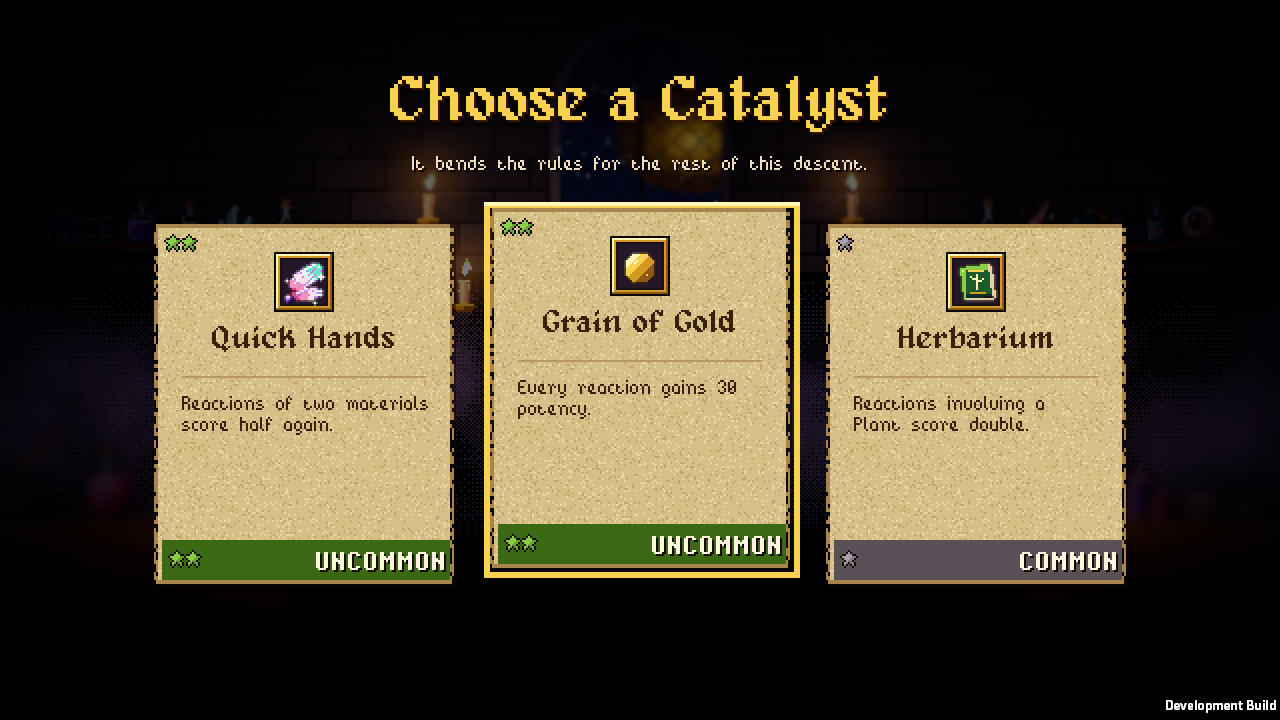 Choose a Catalyst
It bends the rules for the rest of this descent.
Quick Hands
Reactions of two materials
score half again.
UNCOMMON
Grain of Gold
Every reaction gains 30
potency.
UNCOMMON
Herbarium
Reactions involving a
Plant score double.
COMMON
Development Build